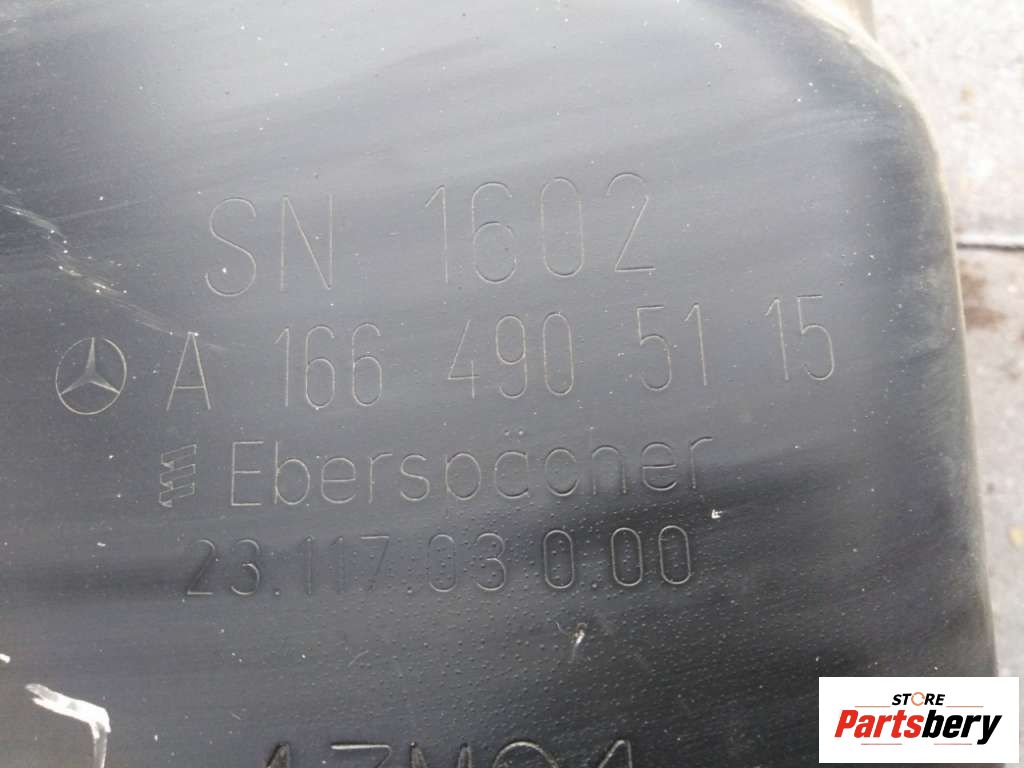 SN 1602
A 166 490 51 15
Eberspächer
23.117.03 0.00
STORE
Partsbery